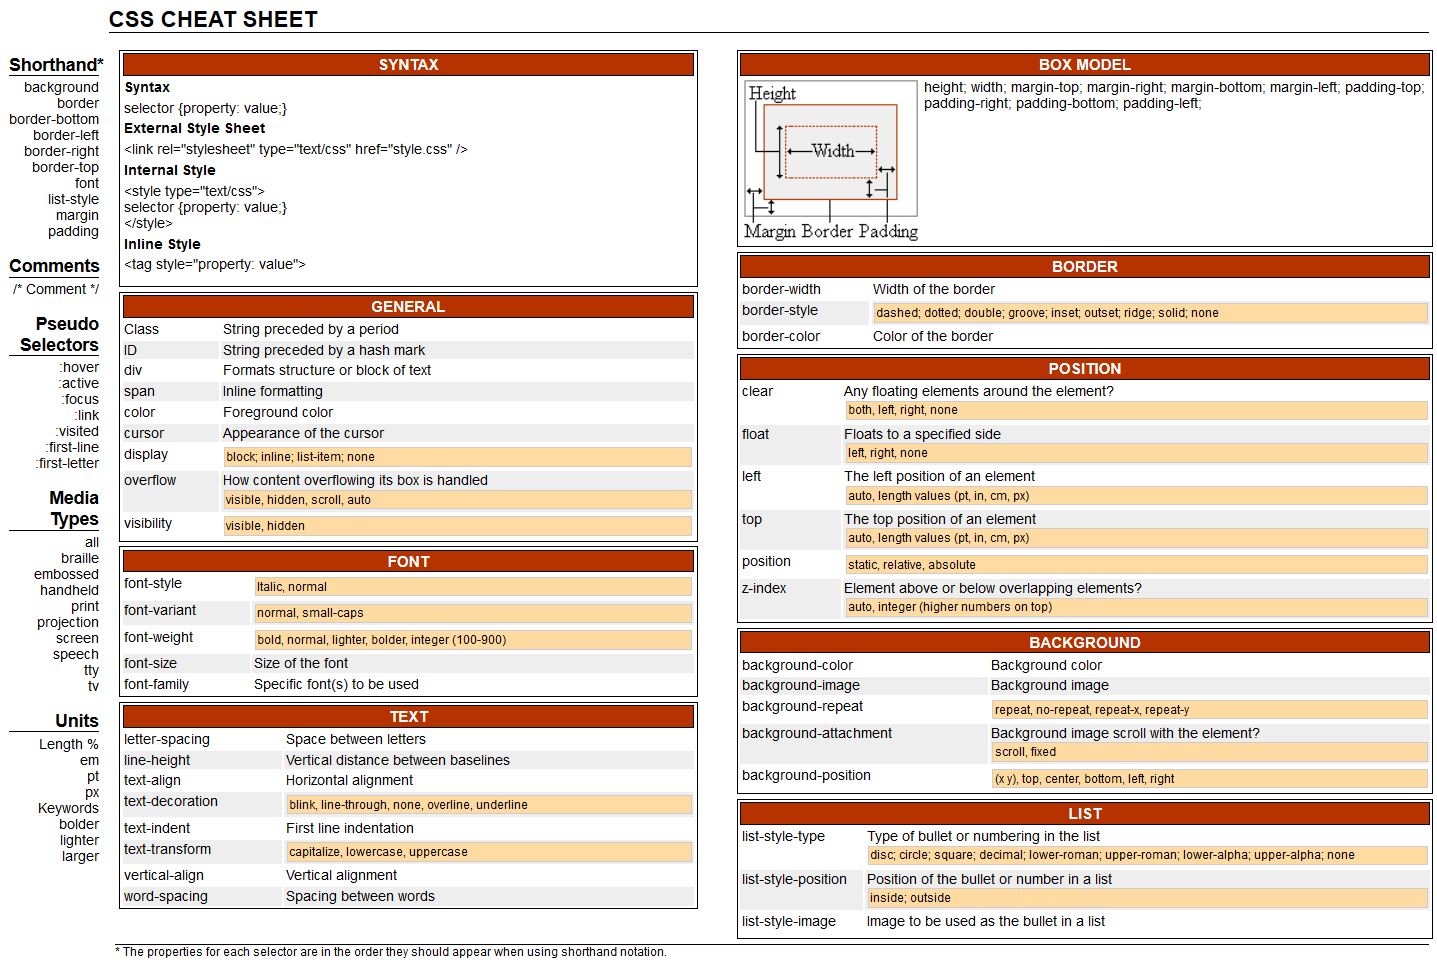 CSS CHEAT SHEET
Shorthand*
background
border
border-bottom
border-left
border-right
border-top
font
list-style
margin
padding
Comments
/* Comment */
Pseudo
Selectors
:hover
:active
:focus
:link
:visited
:first-line
:first-letter
Media
Types
all
braille
embossed
handheld
print
projection
screen
speech
tty
tv
Units
Length %
em
pt
px
Keywords
bolder
lighter
larger
SYNTAX
Syntax
selector {property: value;}
External Style Sheet
<link rel="stylesheet" type="text/css" href="style.css" />
Internal Style
<style type="text/css">
selector {property: value;}
</style>
Inline Style
<tag style="property: value">
GENERAL
Class String preceded by a period
ID String preceded by a hash mark
div Formats structure or block of text
span Inline formatting
color Foreground color
cursor Appearance of the cursor
display block; inline; list-item; none
overflow How content overflowing its box is handled
visible, hidden, scroll, auto
visibility visible, hidden
FONT
font-style Italic, normal
font-variant normal, small-caps
font-weight bold, normal, lighter, bolder, integer (100-900)
font-size Size of the font
font-family Specific font(s) to be used
TEXT
letter-spacing Space between letters
line-height Vertical distance between baselines
text-align Horizontal alignment
text-decoration blink, line-through, none, overline, underline
text-indent First line indentation
text-transform capitalize, lowercase, uppercase
vertical-align Vertical alignment
word-spacing Spacing between words
BOX MODEL
Height
Width
Margin Border Padding
height; width; margin-top; margin-right; margin-bottom; margin-left; padding-top;
padding-right; padding-bottom; padding-left;
BORDER
border-width Width of the border
border-style dashed; dotted; double; groove; inset; outset; ridge; solid; none
border-color Color of the border
POSITION
clear Any floating elements around the element?
both, left, right, none
float Floats to a specified side
left, right, none
left The left position of an element
auto, length values (pt, in, cm, px)
top The top position of an element
auto, length values (pt, in, cm, px)
position static, relative, absolute
z-index Element above or below overlapping elements?
auto, integer (higher numbers on top)
BACKGROUND
background-color Background color
background-image Background image
background-repeat repeat, no-repeat, repeat-x, repeat-y
background-attachment Background image scroll with the element?
scroll, fixed
background-position (x y), top, center, bottom, left, right
LIST
list-style-type Type of bullet or numbering in the list
disc; circle; square; decimal; lower-roman; upper-roman; lower-alpha; upper-alpha; none
list-style-position Position of the bullet or number in a list
inside; outside
list-style-image Image to be used as the bullet in a list
* The properties for each selector are in the order they should appear when using shorthand notation.